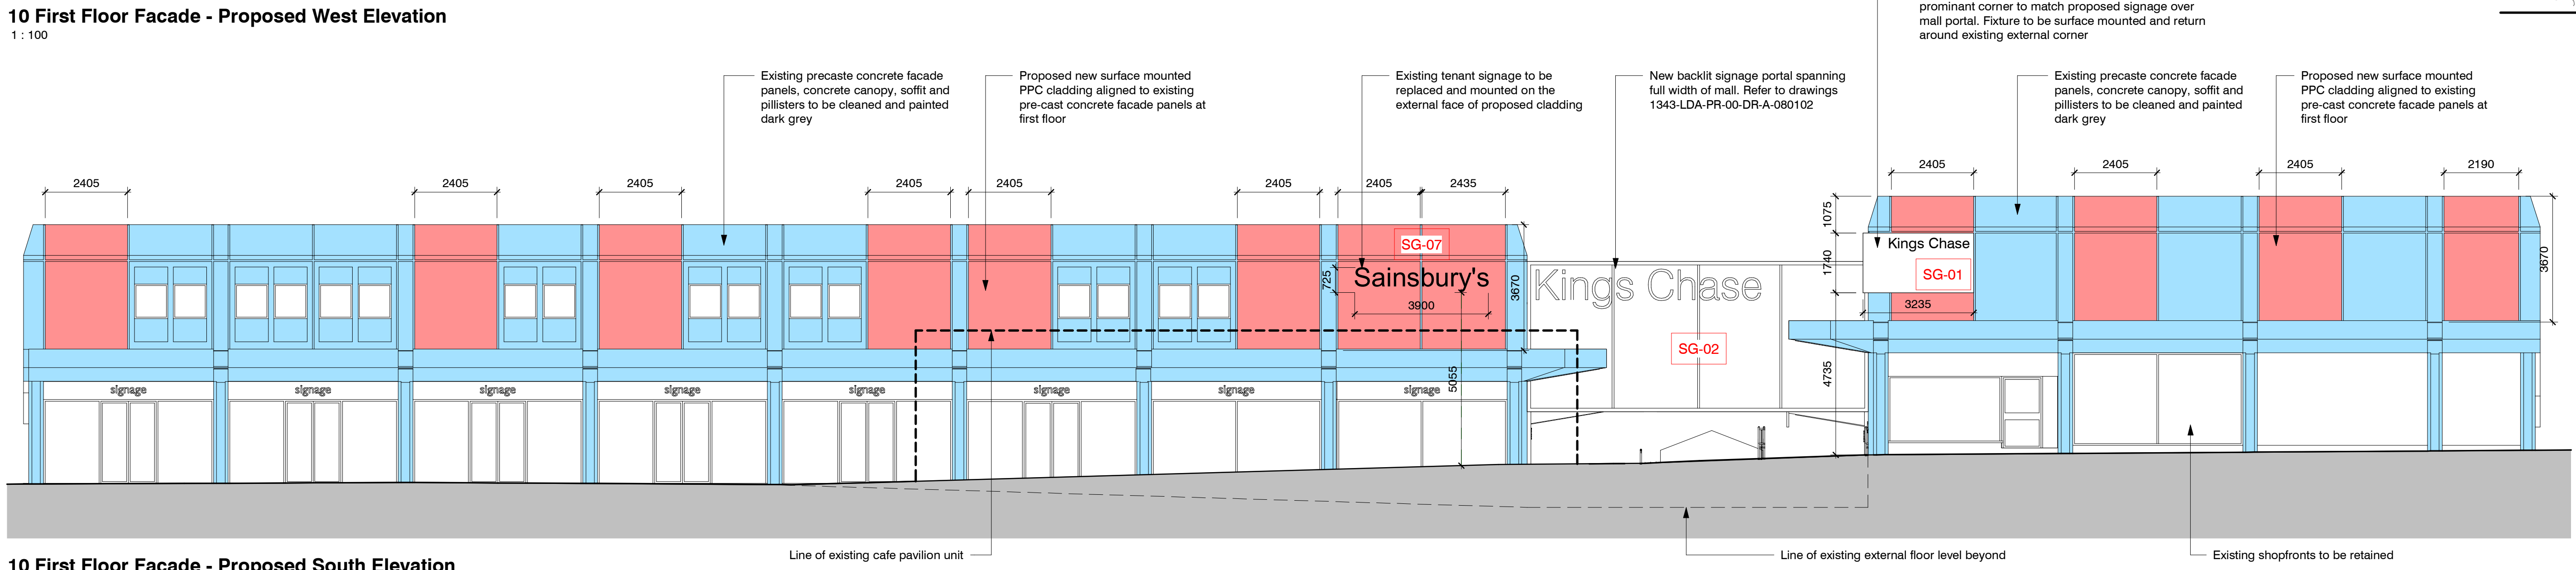 10 First Floor Facade - Proposed West Elevation
1 : 100
prominant corner to match proposed signage over
mall portal. Fixture to be surface mounted and return
around existing external corner
Existing precaste concrete facade
panels, concrete canopy, soffit and
pillisters to be cleaned and painted
dark grey
Proposed new surface mounted
PPC cladding aligned to existing
pre-cast concrete facade panels at
first floor
Existing tenant signage to be
replaced and mounted on the
external face of proposed cladding
New backlit signage portal spanning
full width of mall. Refer to drawings
1343-LDA-PR-00-DR-A-080102
Existing precaste concrete facade
panels, concrete canopy, soffit and
pillisters to be cleaned and painted
dark grey
Proposed new surface mounted
PPC cladding aligned to existing
pre-cast concrete facade panels at
first floor
2405
2405
2405
2405
2405
2405
2405
2435
2405
2405
2405
2190
1075
1740
4735
3670
SG-07
Sainsbury's
725
3900
3670
5055
Kings Chase
SG-02
Kings Chase
SG-01
3235
signage
signage
signage
signage
signage
signage
signage
signage
Line of existing cafe pavilion unit
Line of existing external floor level beyond
Existing shopfronts to be retained
10 First Floor Facade - Proposed South Elevation